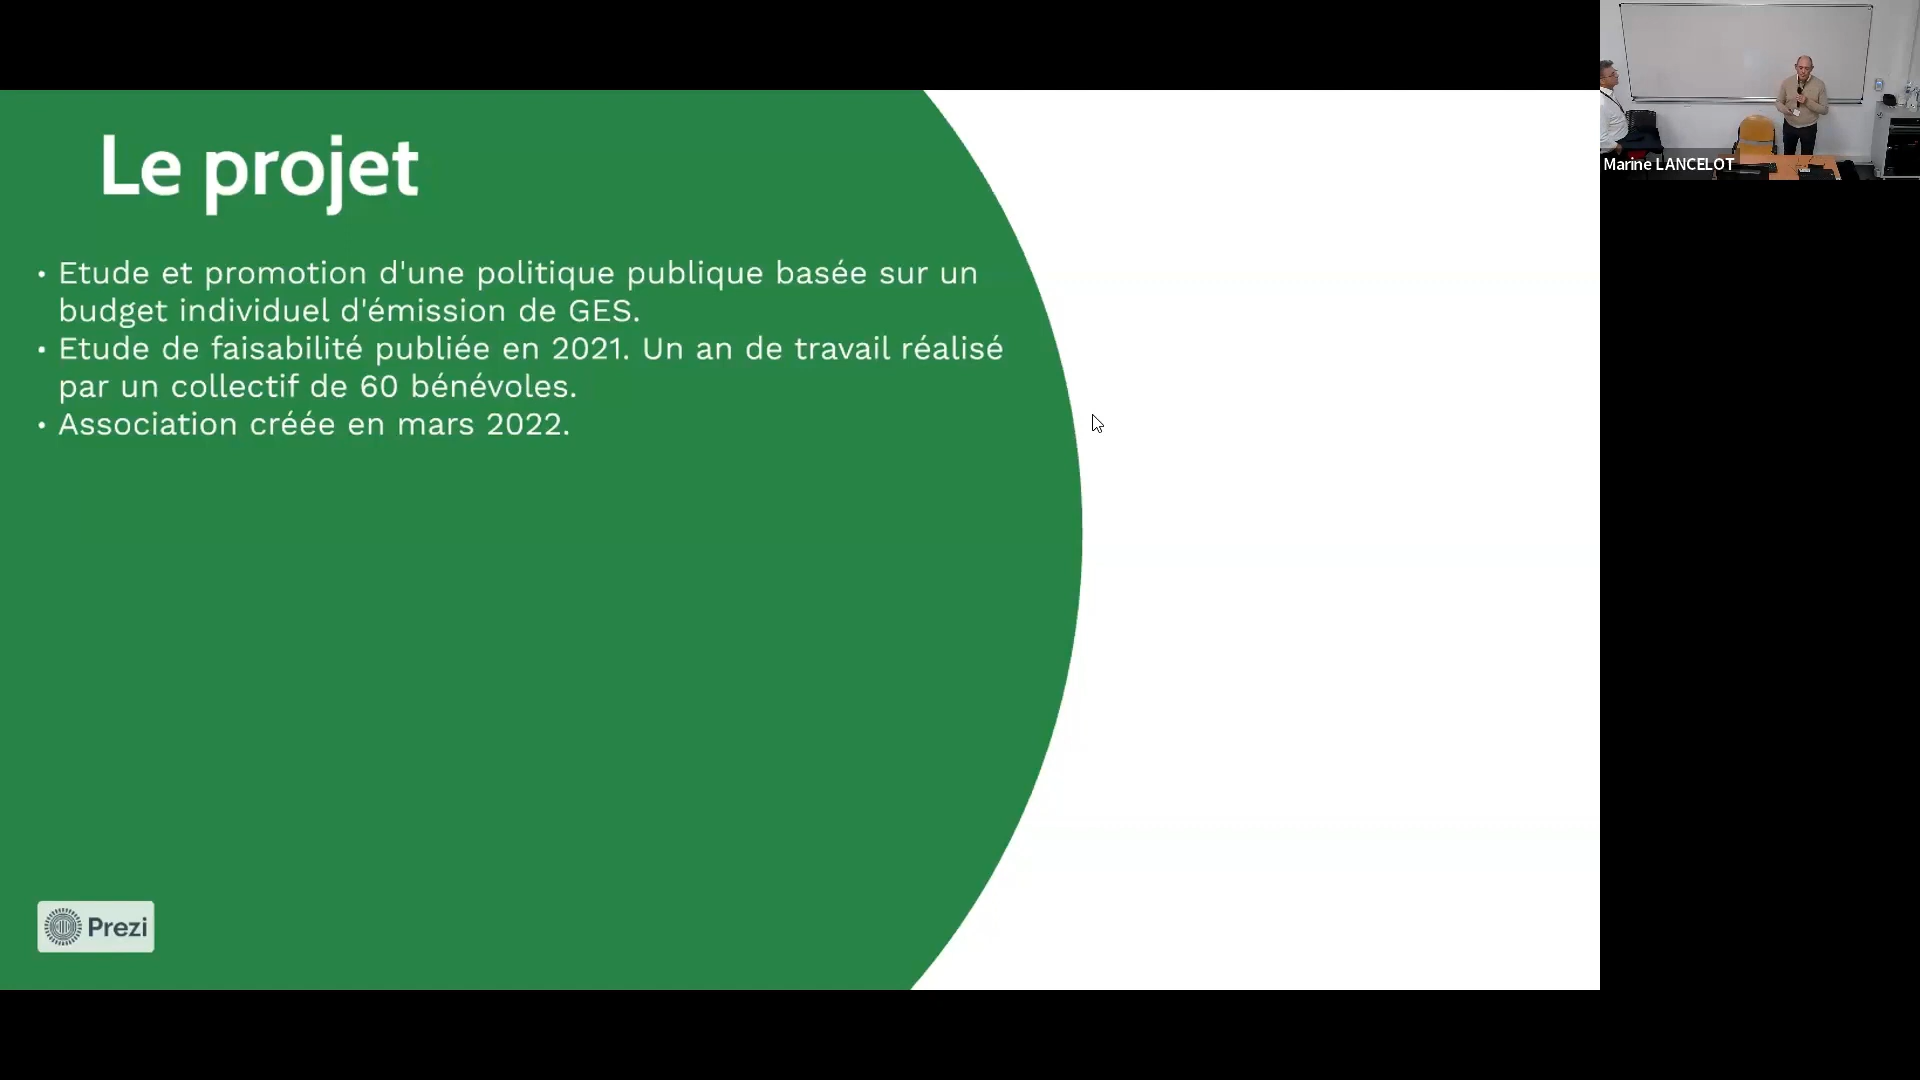 Le projet
• Etude et promotion d'une politique publique basée sur un
budget individuel d'émission de GES.
• Etude de faisabilité publiée en 2021. Un an de travail réalisé
par un collectif de 60 bénévoles.
• Association créée en mars 2022.
Prezi
Marine LANCELOT